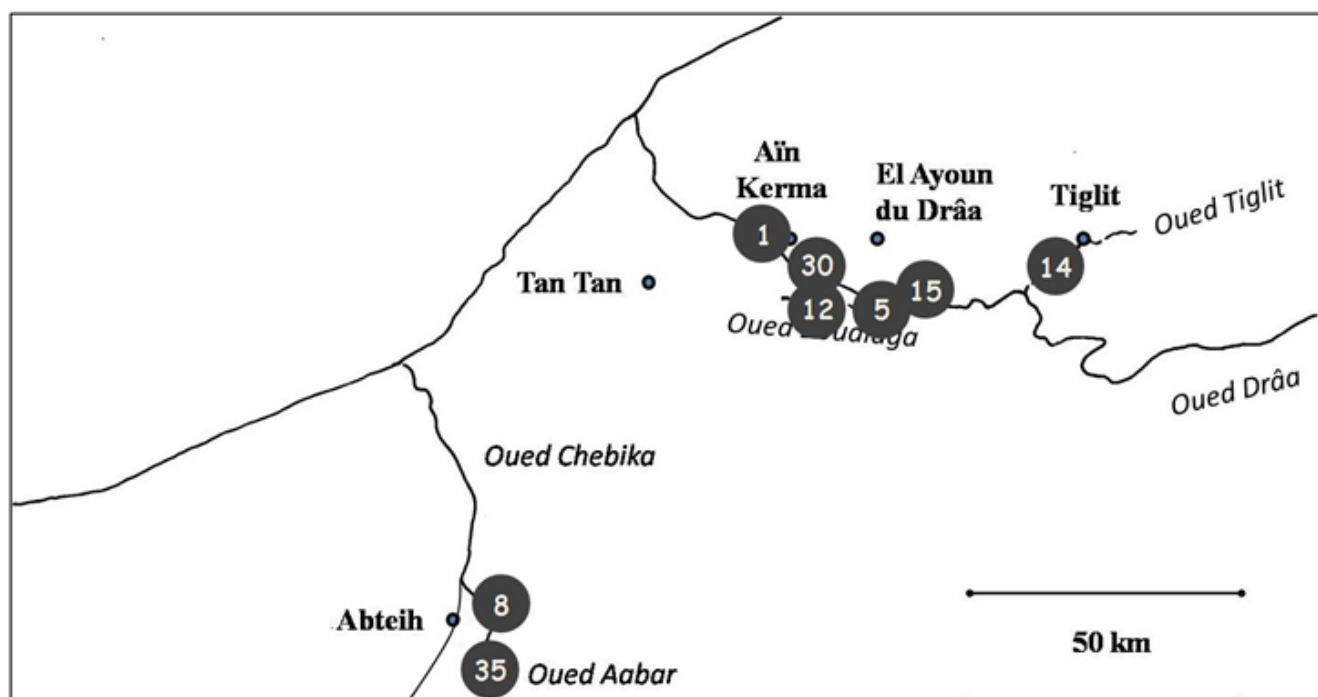 Aïn
Kerma
El Ayoun
du Drâa
Tiglit
Oued Tiglit
1
30
14
Tan Tan
15
12
5
Oued
Oued Drâa
Oued Chebika
8
Abteih
50 km
35
Oued Aabar